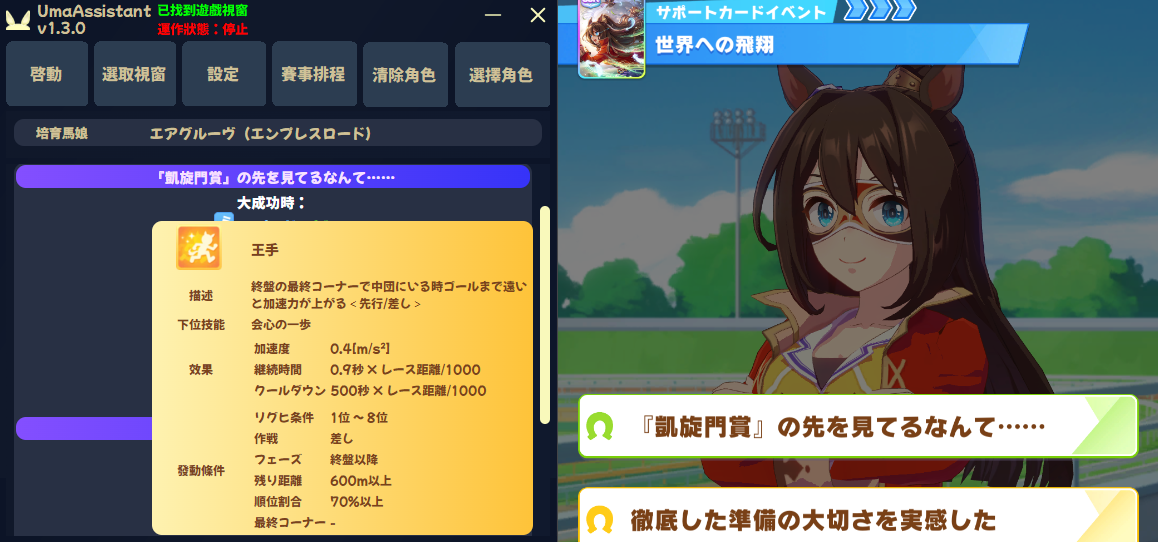 UmaAssistant
v1.3.0
已找到遊戲視窗
運作狀態：停止
啓動
選取視窗
設定
賽事排程
清除角色
選擇角色
培育馬娘
エアグルーヴ（エンプレスロード）
『凱旋門賞』の先を見てるなんて……
大成功時：
王手
描述
終盤の最終コーナーで中団にいる時ゴールまで遠い
と加速力が上がる＜先行/差し＞
下位技能
会心の一歩
効果
加速度 0.4[m/s²]
継続時間 0.9秒 × レース距離/1000
クールダウン 500秒 × レース距離/1000
發動條件
リグヒ条件 1位 ~ 8位
作戦 差し
フェーズ 終盤以降
残り距離 600m以上
順位割合 70%以上
最終コーナー -
サポートカードイベント
世界への飛翔
『凱旋門賞』の先を見てるなんて……
徹底した準備の大切さを実感した